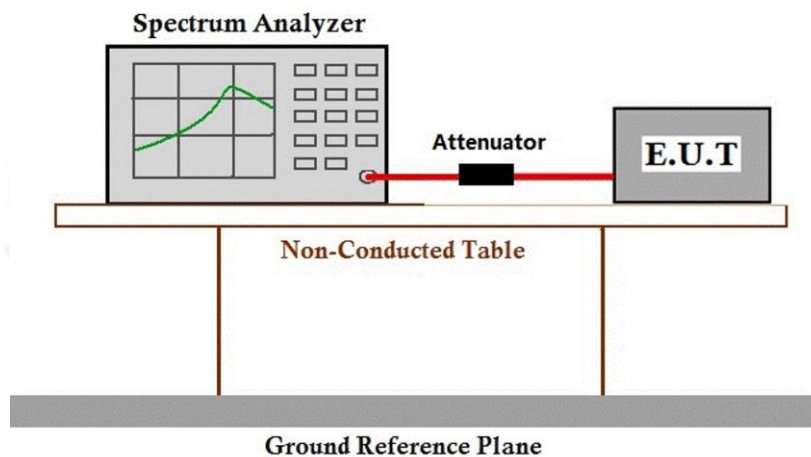 Spectrum Analyzer
Attenuator
E.U.T
Non-Conducted Table
Ground Reference Plane